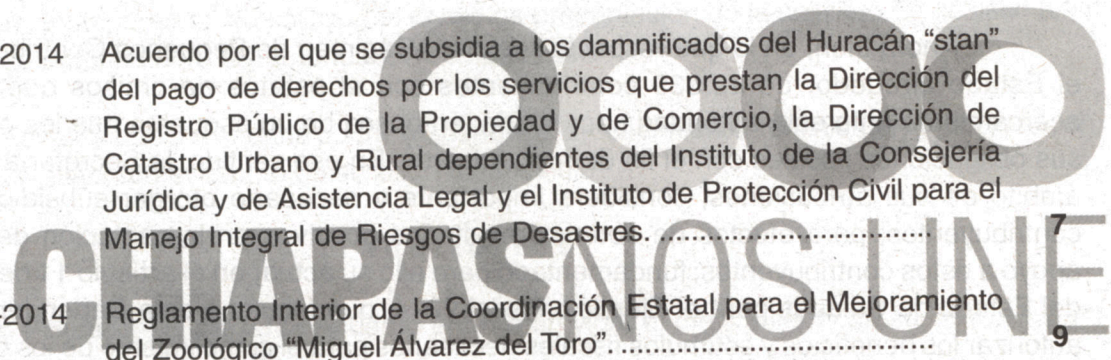 2014 Acuerdo por el que se subsidia a los damnificados del Huracán “stan”
del pago de derechos por los servicios que prestan la Dirección del
Registro Público de la Propiedad y de Comercio, la Dirección de
Catastro Urbano y Rural dependientes del Instituto de la Consejería
Jurídica y de Asistencia Legal y el Instituto de Protección Civil para el
Manejo Integral de Riesgos de Desastres. .......................................... 7
CHIAPAS NOS UNE
-2014 Reglamento Interior de la Coordinación Estatal para el Mejoramiento
del Zoológico “Miguel Álvarez del Toro”............................................... 9